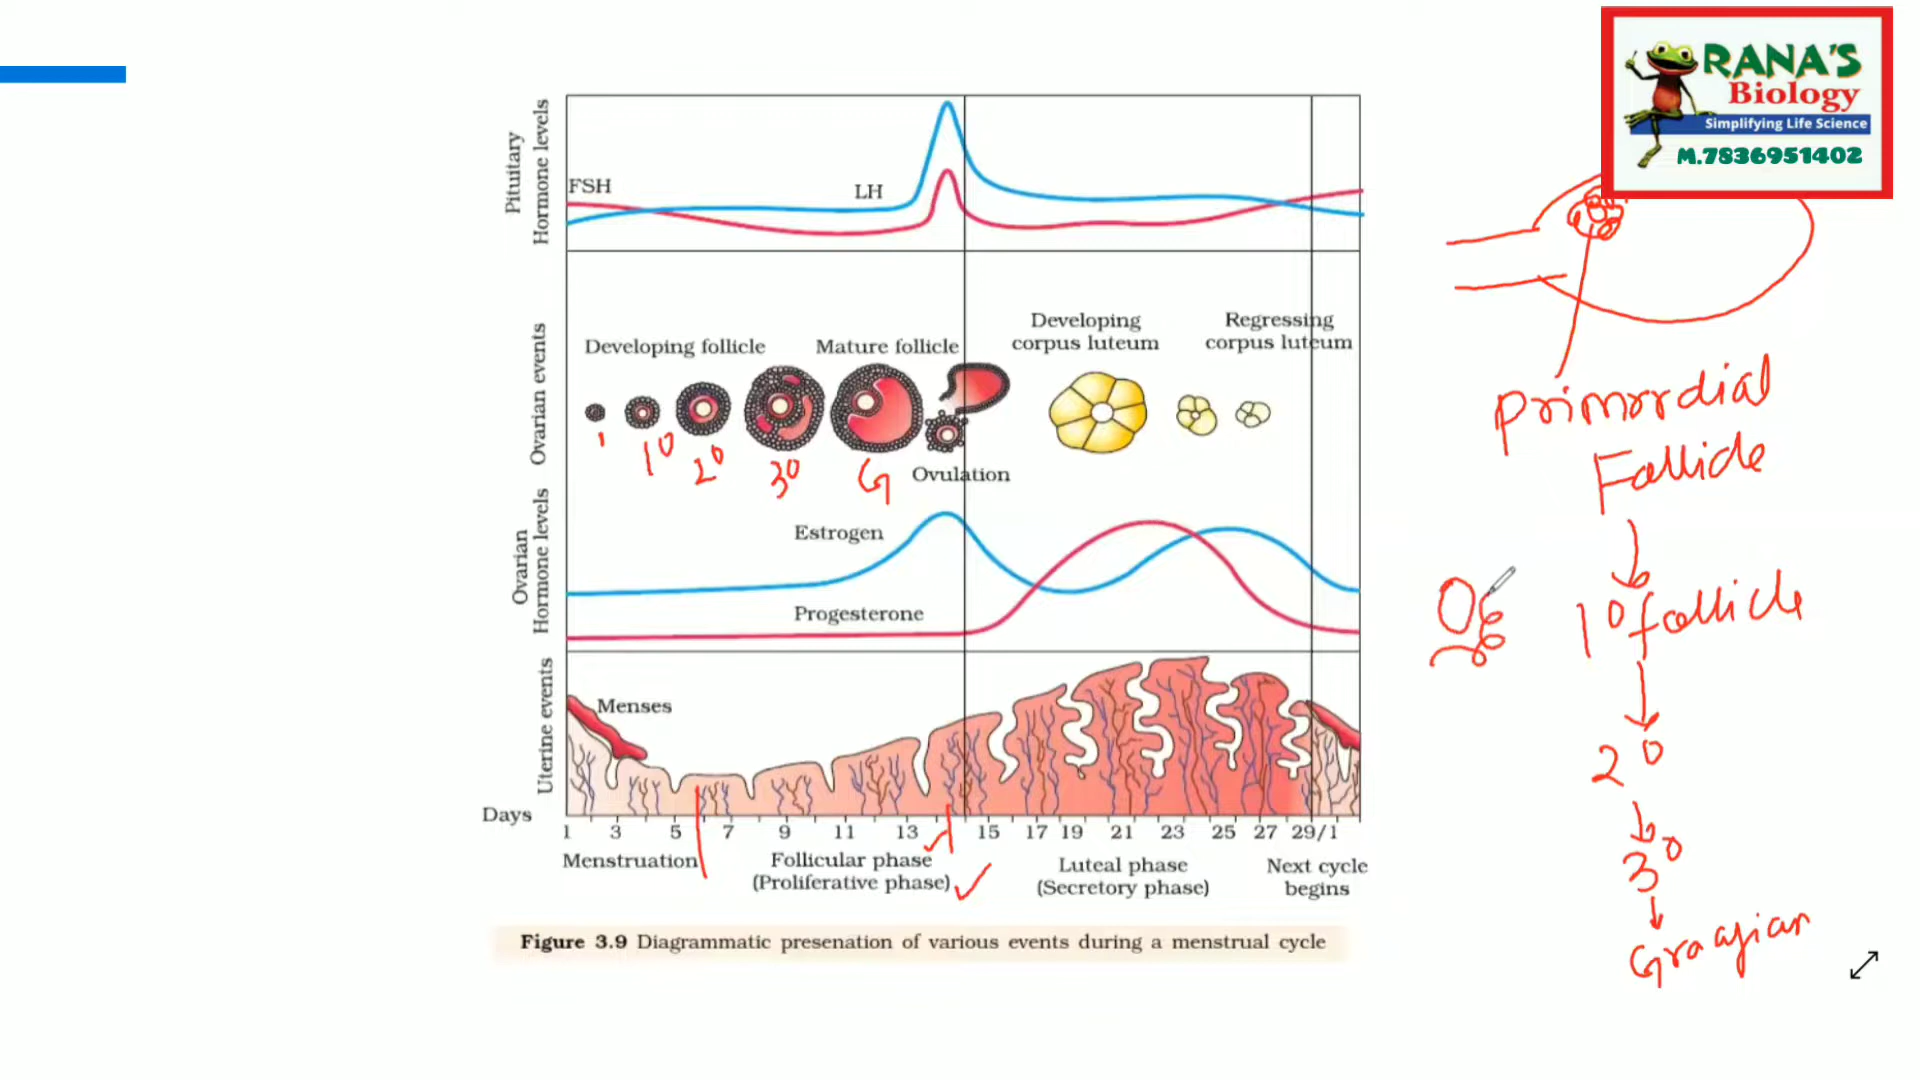 RANA'S
Biology
Simplifying Life Science
M.7836951402
Pituitary
Hormone levels
FSH
LH
Ovarian events
Developing follicle
Mature follicle
Developing
corpus luteum
Regressing
corpus luteum
1
1° 2° 3° G
Ovulation
Ovarian
Hormone levels
Estrogen
Progesterone
Uterine events
Menses
Days
1 3 5 7 9 11 13 15 17 19 21 23 25 27 29/1
Menstruation
Follicular phase
(Proliferative phase)
Luteal phase
(Secretory phase)
Next cycle
begins
Figure 3.9 Diagrammatic presenation of various events during a menstrual cycle
Primordial
Follicle
1° follicle
2°
3°
Graafian